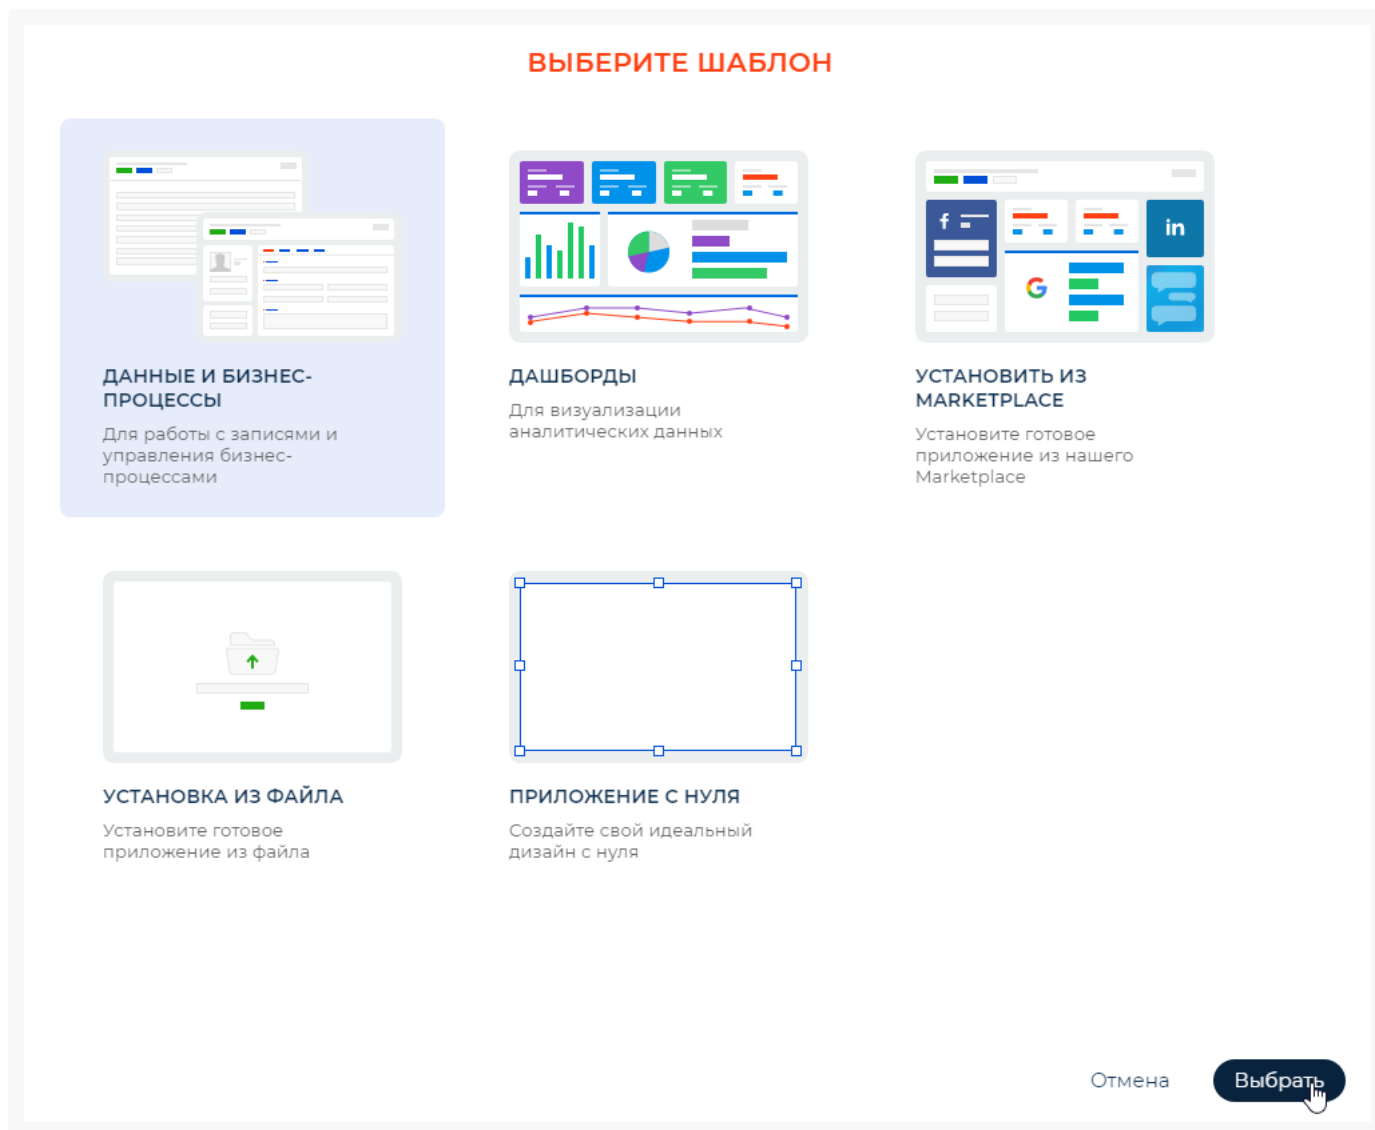 ВЫБЕРИТЕ ШАБЛОН
ДАННЫЕ И БИЗНЕС-
ПРОЦЕССЫ
Для работы с записями и
управления бизнес-
процессами
ДАШБОРДЫ
Для визуализации
аналитических данных
f
in
G
УСТАНОВИТЬ ИЗ
MARKETPLACE
Установите готовое
приложение из нашего
Marketplace
УСТАНОВКА ИЗ ФАЙЛА
Установите готовое
приложение из файла
ПРИЛОЖЕНИЕ С НУЛЯ
Создайте свой идеальный
дизайн с нуля
Отмена
Выбрать